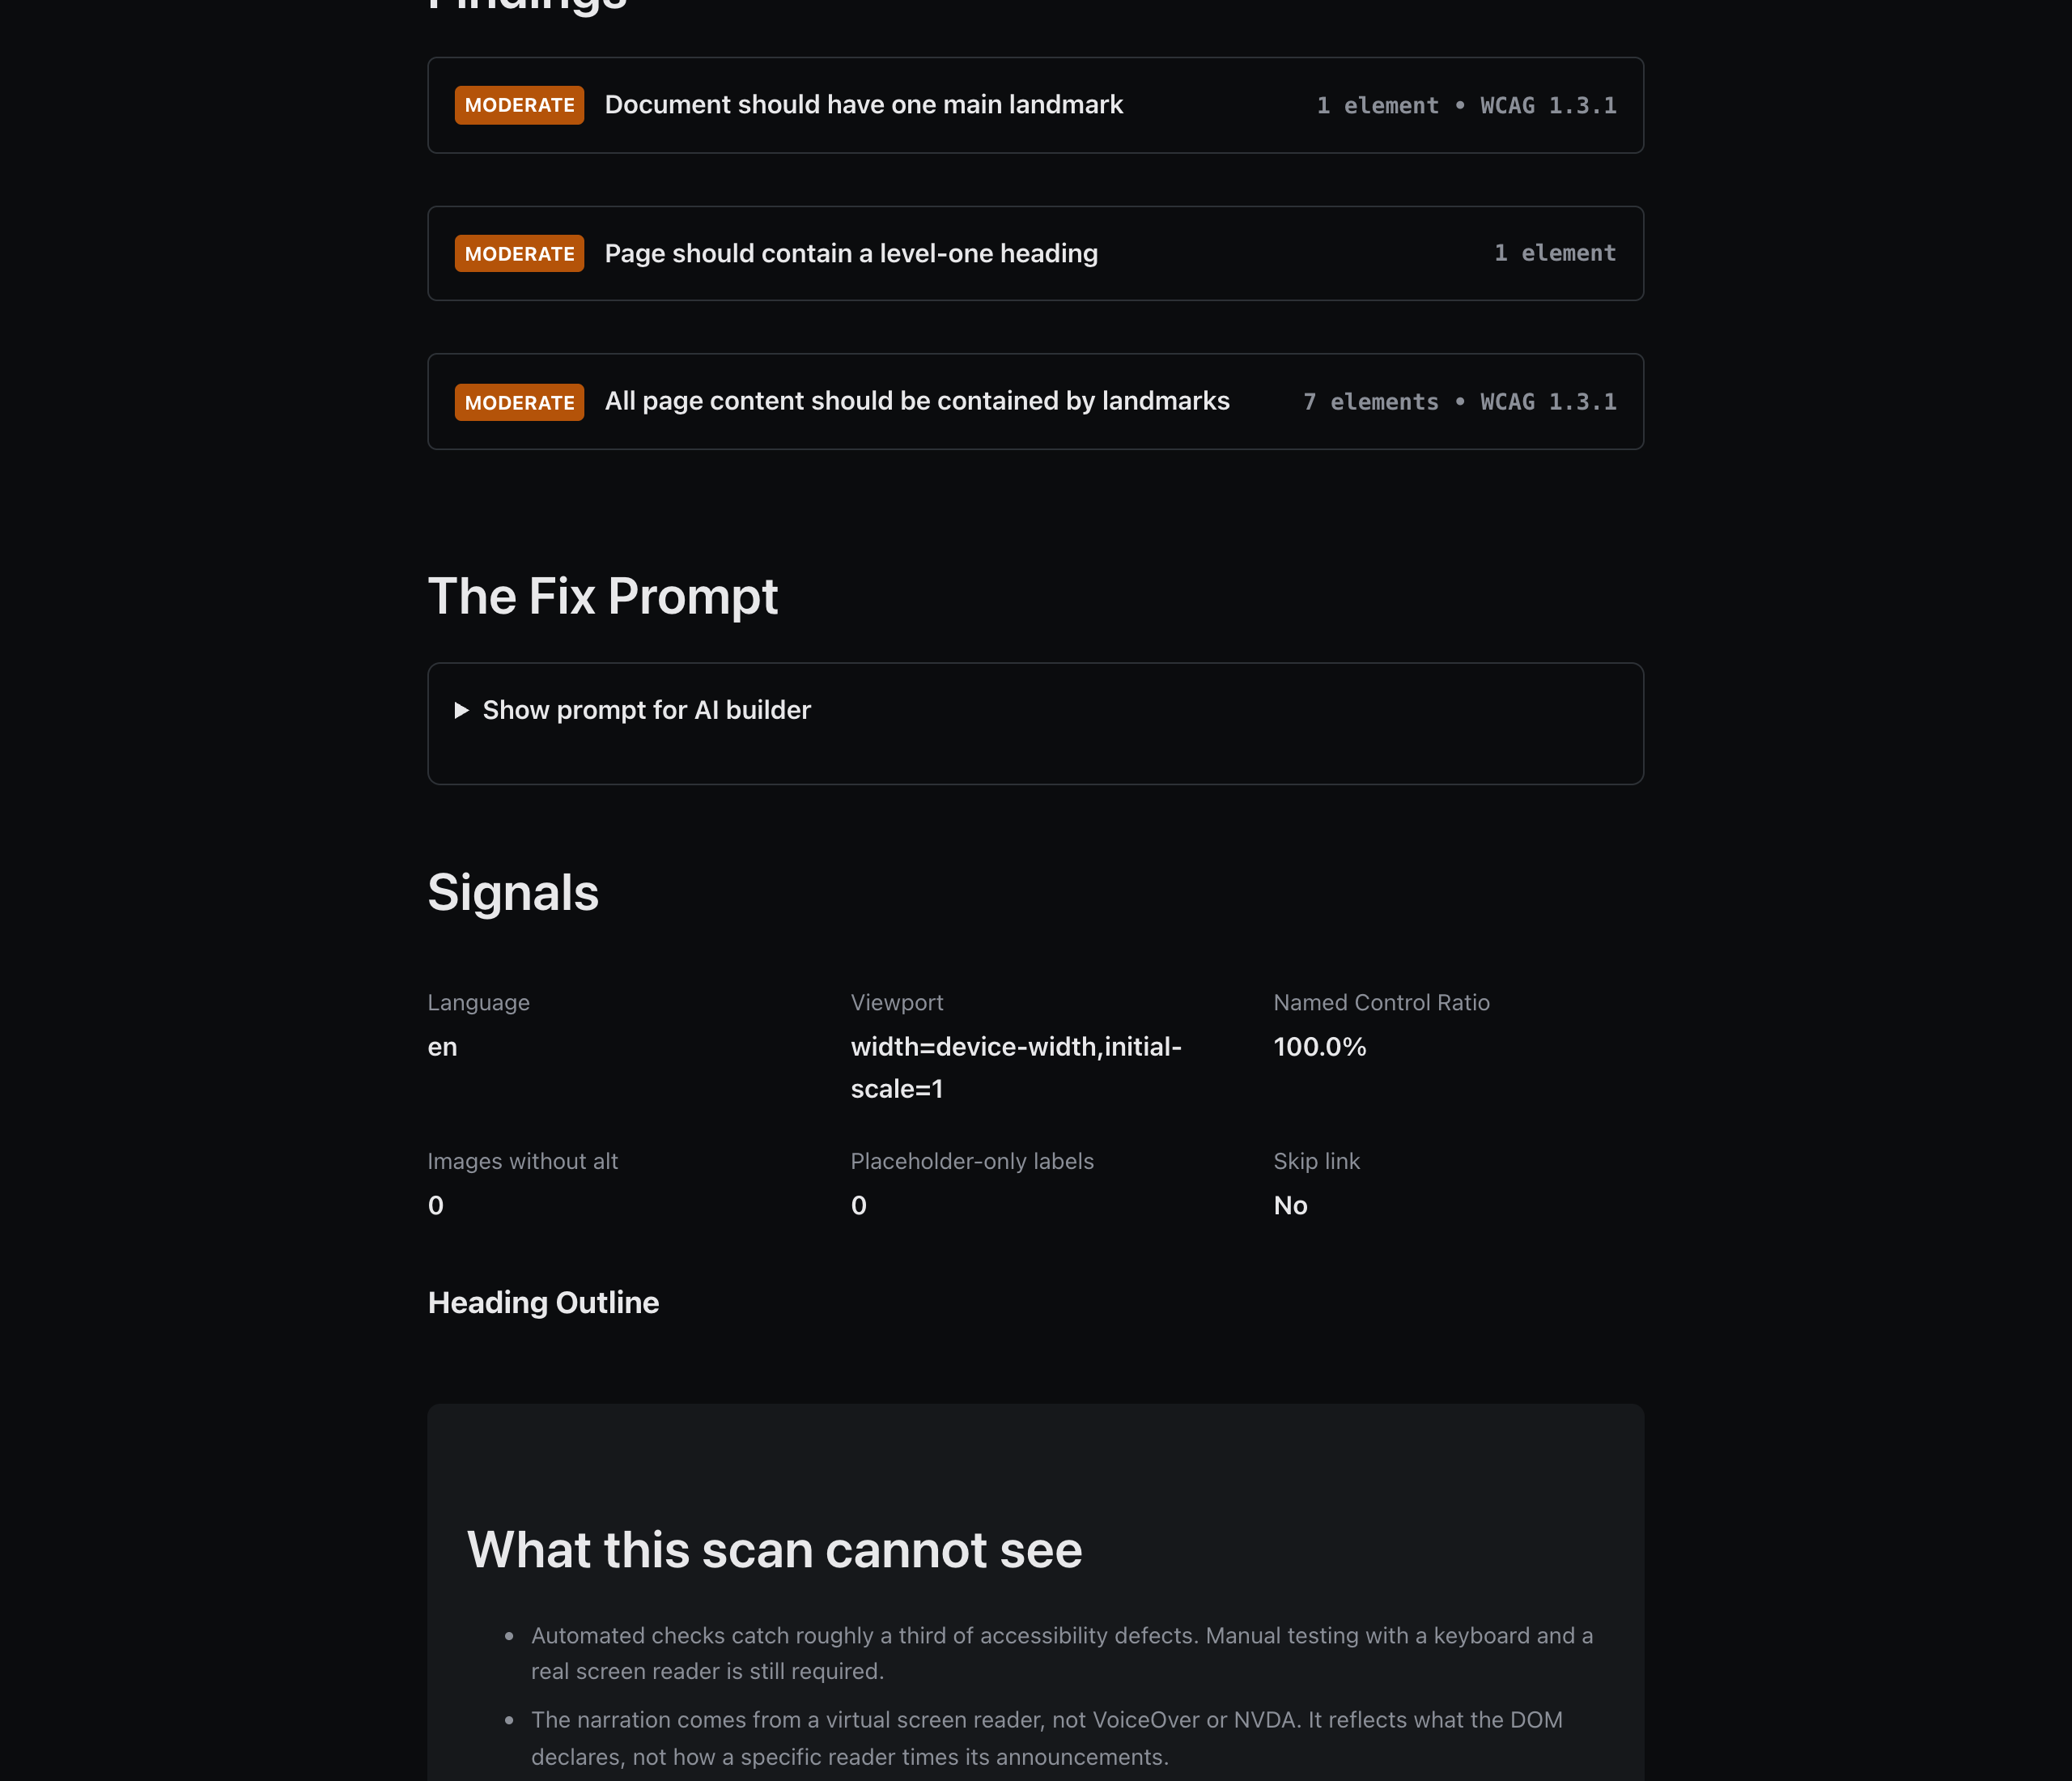 Findings
MODERATE Document should have one main landmark 1 element • WCAG 1.3.1
MODERATE Page should contain a level-one heading 1 element
MODERATE All page content should be contained by landmarks 7 elements • WCAG 1.3.1
The Fix Prompt
▶ Show prompt for AI builder
Signals
Language Viewport Named Control Ratio
en width=device-width,initial- 100.0%
scale=1
Images without alt Placeholder-only labels Skip link
0 0 No
Heading Outline
What this scan cannot see
• Automated checks catch roughly a third of accessibility defects. Manual testing with a keyboard and a
real screen reader is still required.
• The narration comes from a virtual screen reader, not VoiceOver or NVDA. It reflects what the DOM
declares, not how a specific reader times its announcements.